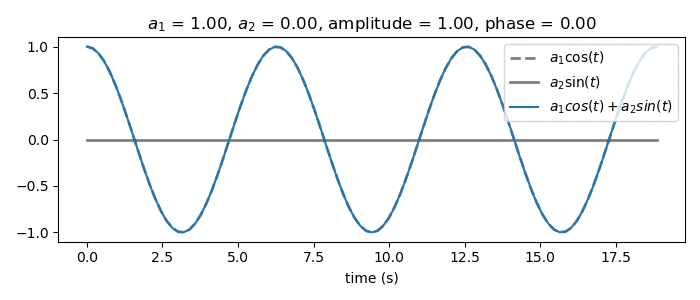 a₁ = 1.00, a₂ = 0.00, amplitude = 1.00, phase = 0.00
1.0
0.5
0.0
−0.5
−1.0
a₁cos(t)
a₂sin(t)
a₁cos(t) + a₂sin(t)
0.0 2.5 5.0 7.5 10.0 12.5 15.0 17.5
time (s)